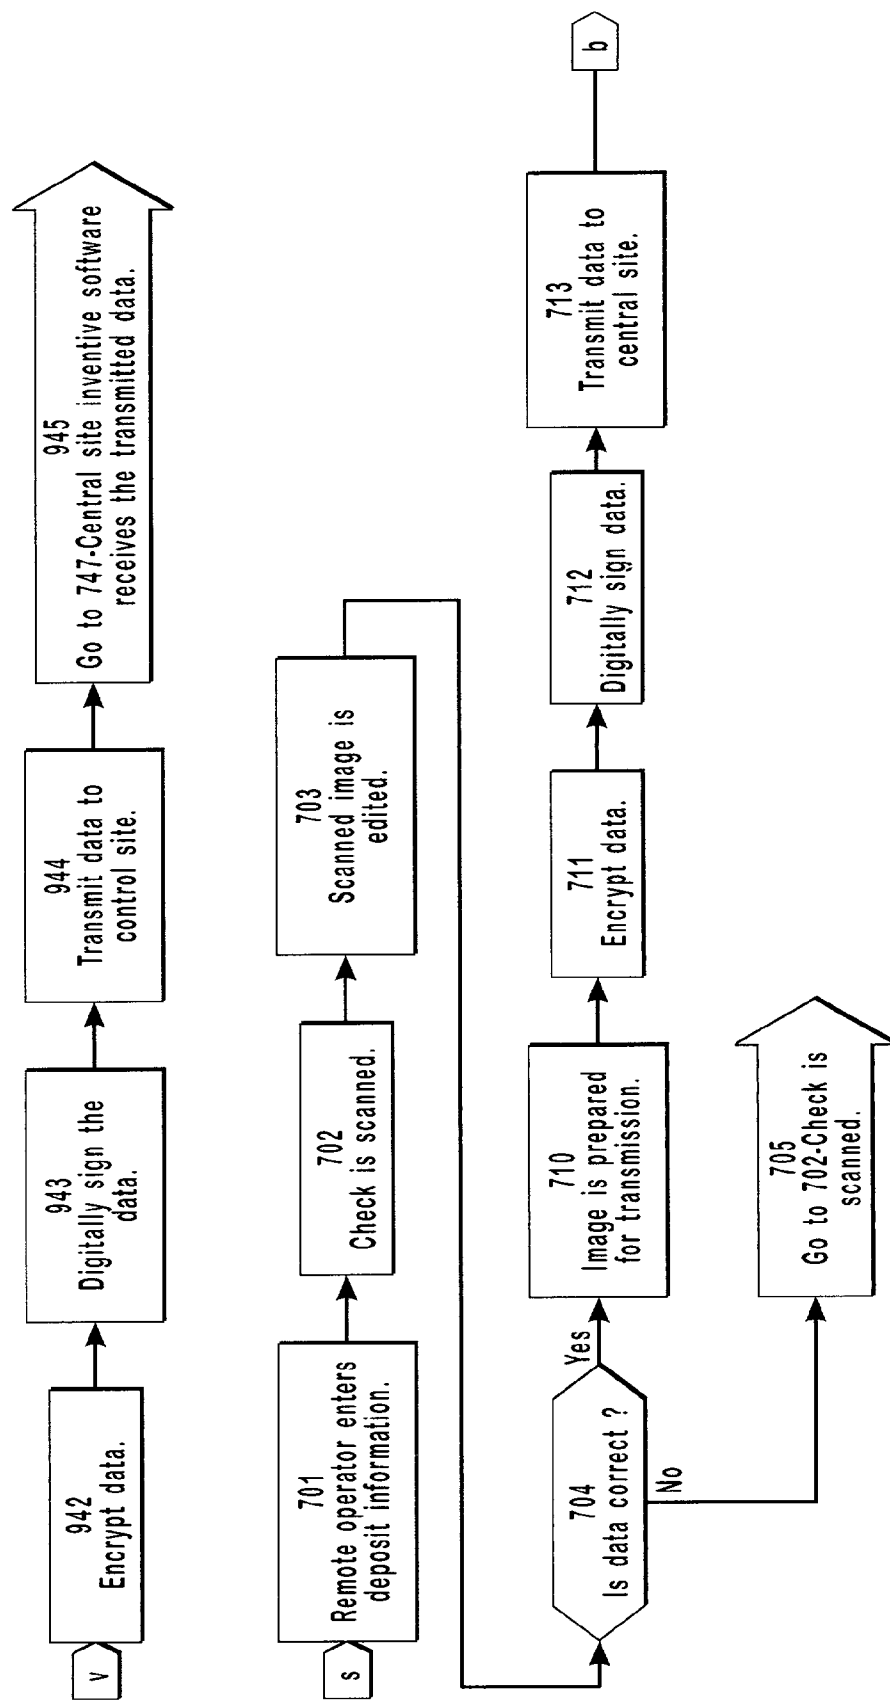 v
942
Encrypt data.
943
Digitally sign the
data.
944
Transmit data to
control site.
945
Go to 747-Central site inventive software
receives the transmitted data.
s
701
Remote operator enters
deposit information.
702
Check is scanned.
703
Scanned image is
edited.
704
Is data correct ?
Yes
No
710
Image is prepared
for transmission.
711
Encrypt data.
712
Digitally sign data.
713
Transmit data to
central site.
b
705
Go to 702-Check is
scanned.